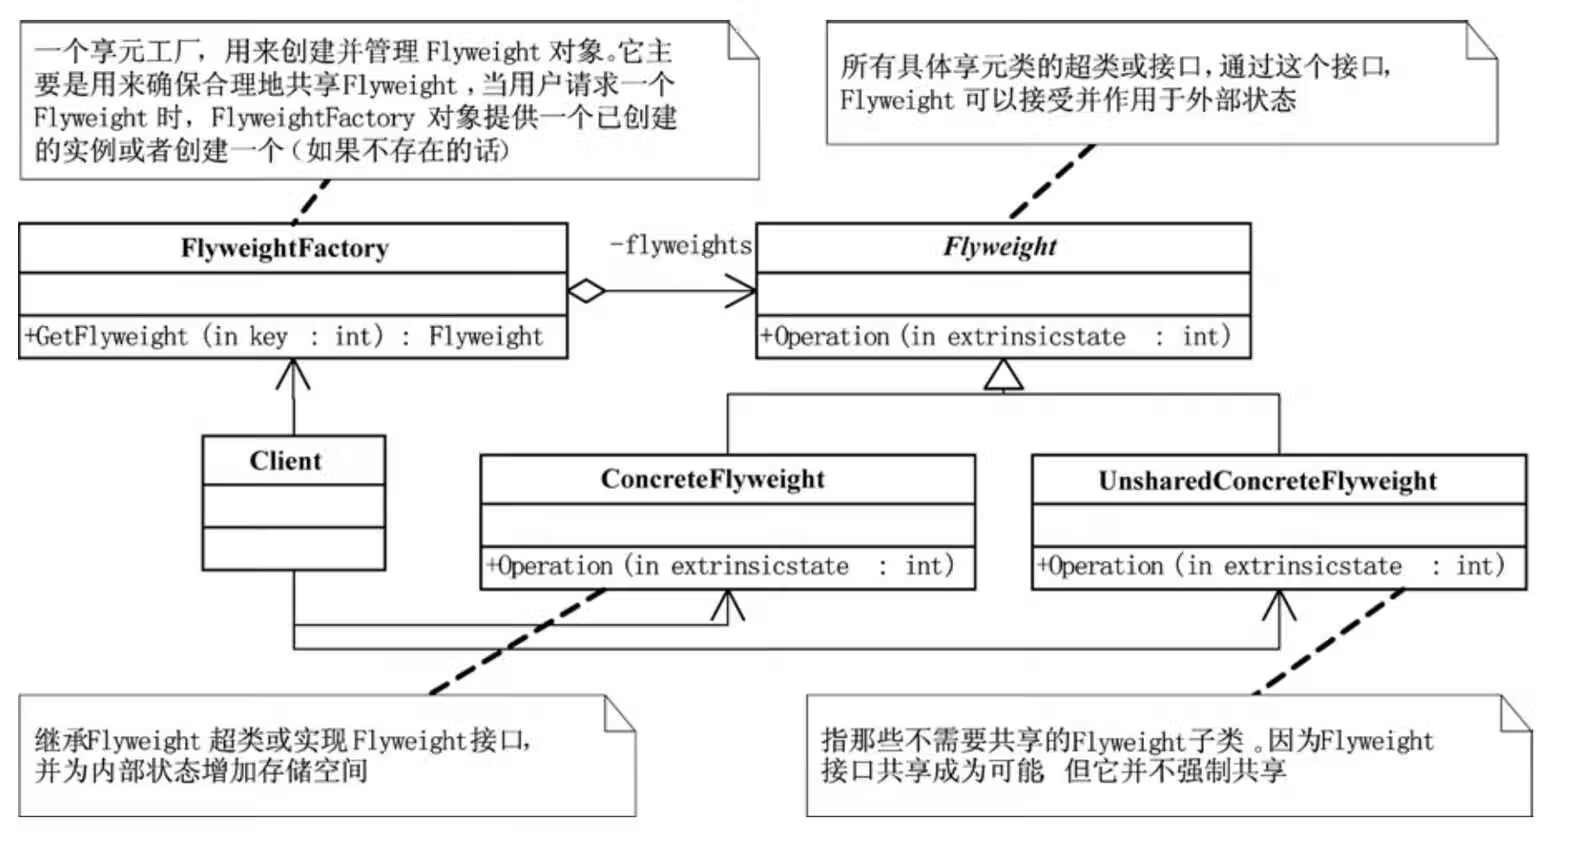 一个享元工厂，用来创建并管理 Flyweight 对象。它主
要是用来确保合理地共享Flyweight，当用户请求一个
Flyweight 时，FlyweightFactory 对象提供一个已创建
的实例或者创建一个（如果不存在的话）
所有具体享元类的超类或接口，通过这个接口，
Flyweight 可以接受并作用于外部状态
FlyweightFactory
-flyweights
Flyweight
+GetFlyweight (in key : int) : Flyweight
+Operation (in extrinsicstate : int)
Client
ConcreteFlyweight
UnsharedConcreteFlyweight
+Operation (in extrinsicstate : int)
+Operation (in extrinsicstate : int)
继承Flyweight 超类或实现 Flyweight接口，
并为内部状态增加存储空间
指那些不需要共享的Flyweight子类。因为Flyweight
接口共享成为可能 但它并不强制共享